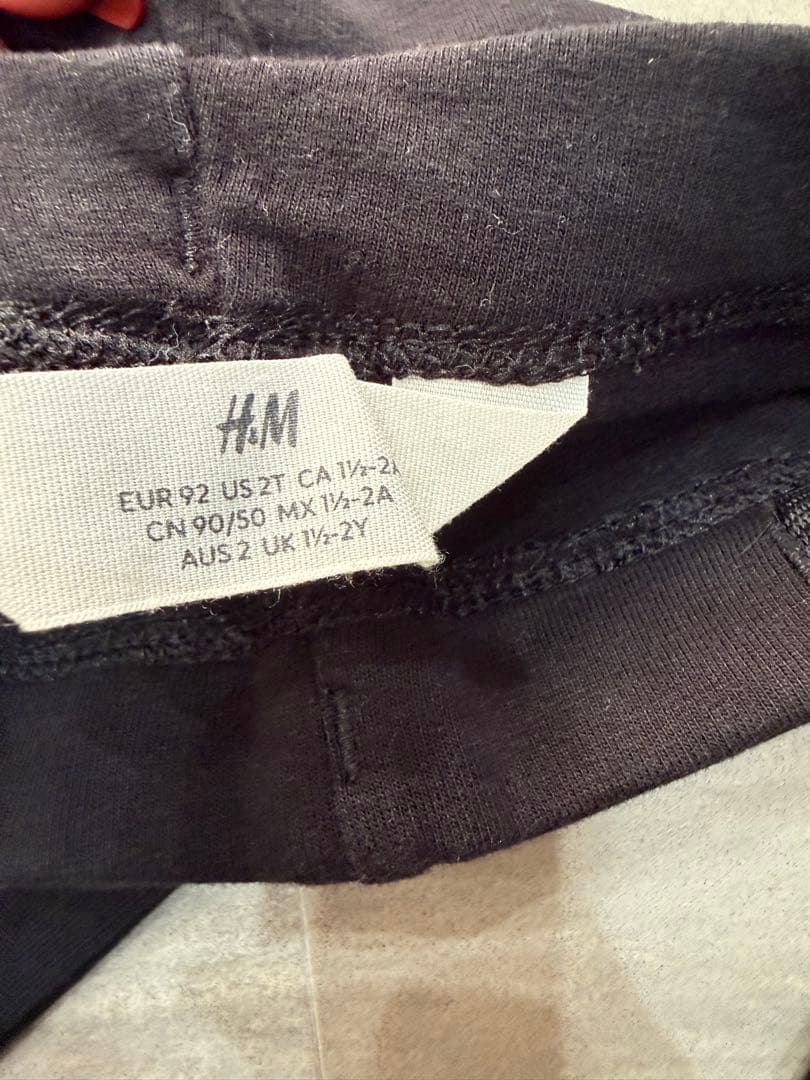 H&M
EUR 92 US 2T CA 1½-2
CN 90/50 MX 1½-2A
AUS 2 UK 1½-2Y